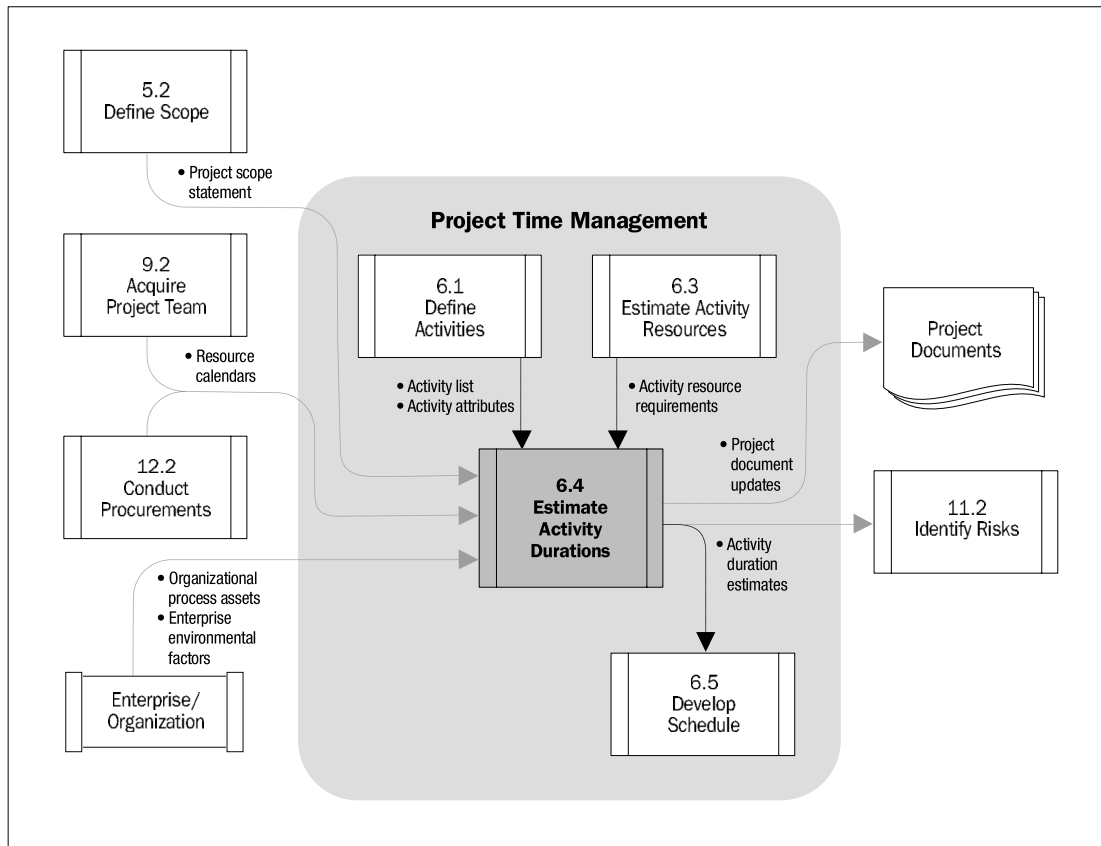 5.2
Define Scope
• Project scope
statement
Project Time Management
9.2
Acquire
Project Team
6.1
Define
Activities
6.3
Estimate Activity
Resources
Project
Documents
• Resource
calendars
• Activity list
• Activity attributes
• Activity resource
requirements
12.2
Conduct
Procurements
6.4
Estimate
Activity
Durations
• Project
document
updates
11.2
Identify Risks
• Activity
duration
estimates
• Organizational
process assets
• Enterprise
environmental
factors
Enterprise/
Organization
6.5
Develop
Schedule